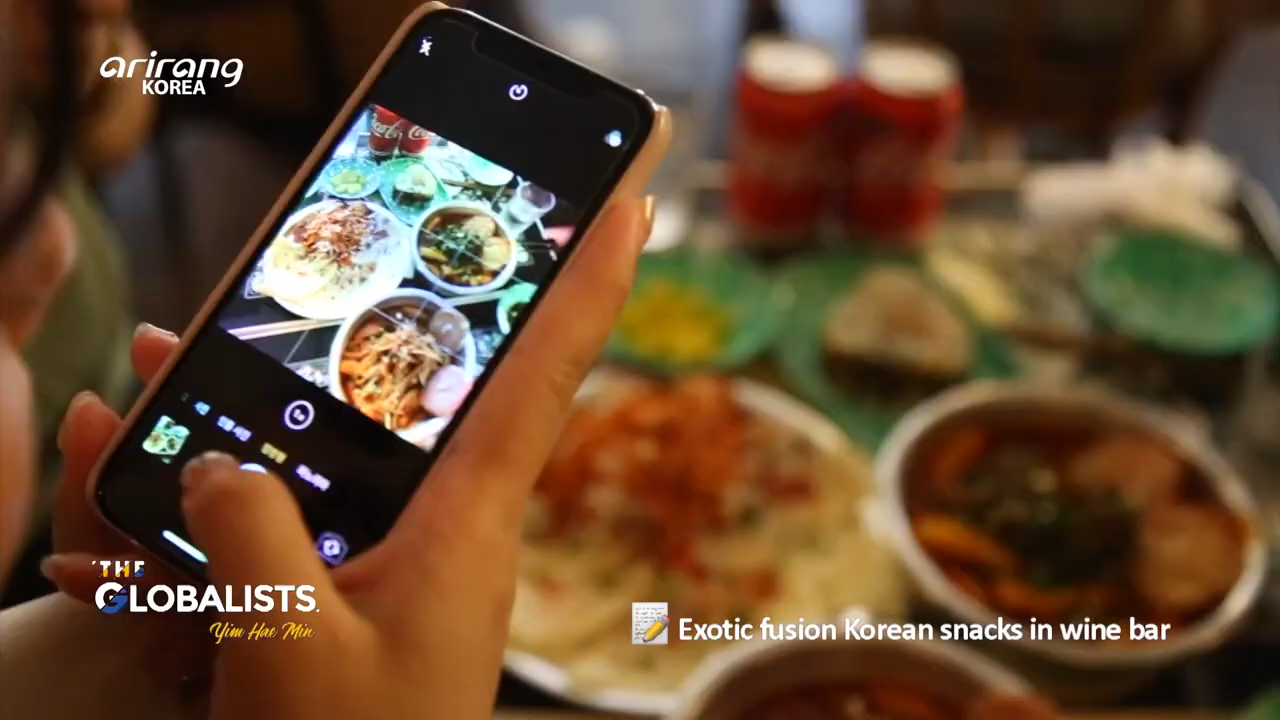 arirang
KOREA
THE
GLOBALISTS.
Yim Hae Min
Exotic fusion Korean snacks in wine bar